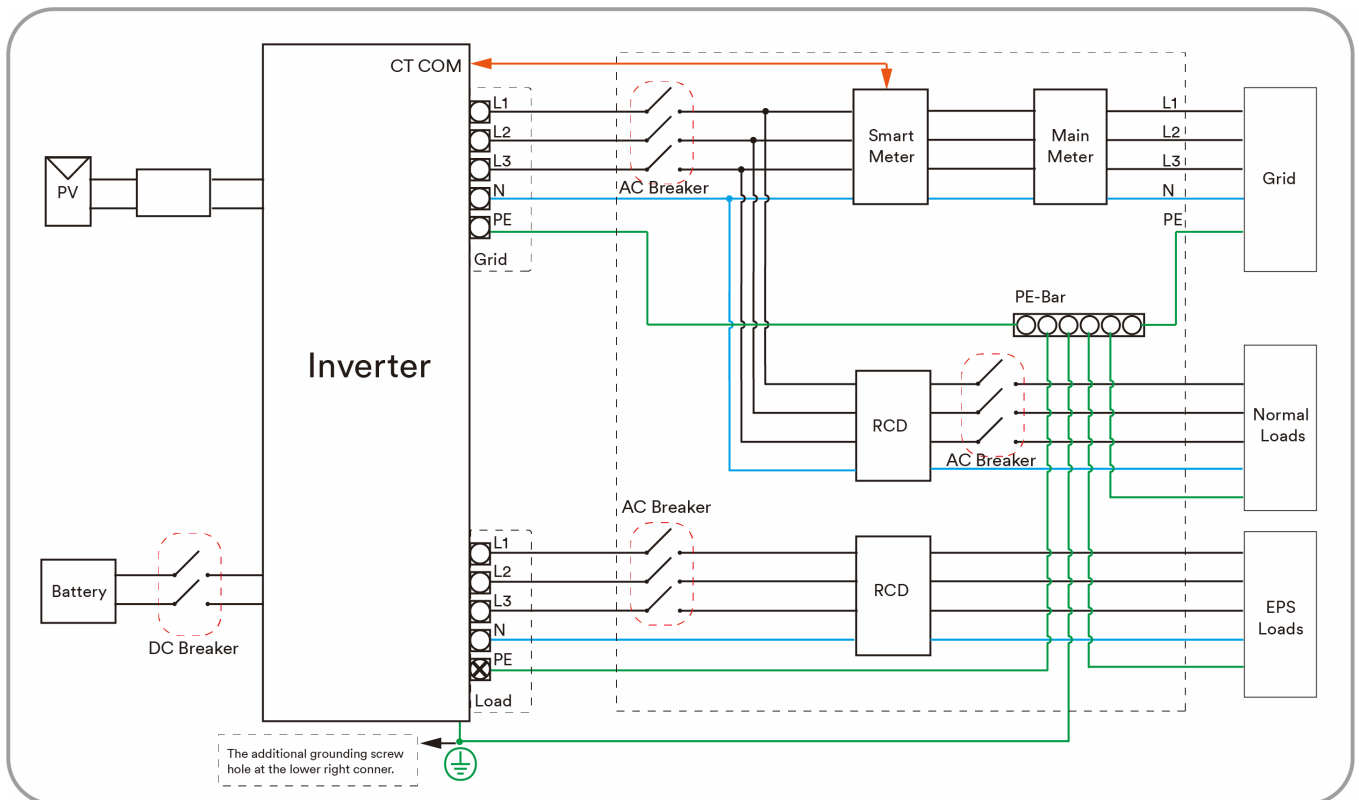 CT COM
L1
L2
L3
N
PE
Grid
AC Breaker
Smart
Meter
Main
Meter
L1
L2
L3
N
PE
Grid
PV
PE-Bar
Inverter
RCD
AC Breaker
Normal
Loads
AC Breaker
L1
L2
L3
N
PE
Load
RCD
EPS
Loads
Battery
DC Breaker
The additional grounding screw
hole at the lower right conner.